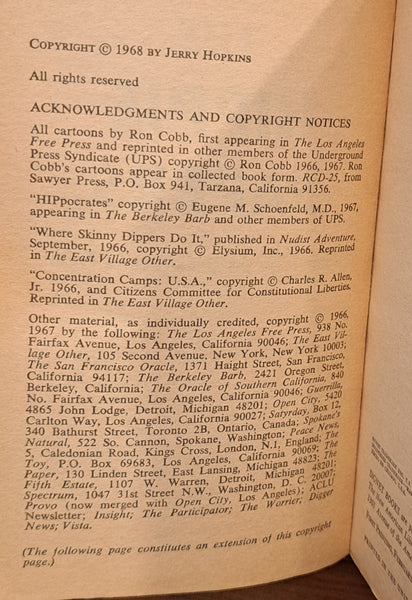 COPYRIGHT © 1968 BY JERRY HOPKINS
All rights reserved
ACKNOWLEDGMENTS AND COPYRIGHT NOTICES
All cartoons by Ron Cobb, first appearing in The Los Angeles
Free Press and reprinted in other members of the Underground
Press Syndicate (UPS) copyright © Ron Cobb 1966, 1967. Ron
Cobb's cartoons appear in collected book form. RCD-25, from
Sawyer Press, P.O. Box 941, Tarzana, California 91356.
"HIPpocrates" copyright © Eugene M. Schoenfeld, M.D., 1967,
appearing in The Berkeley Barb and other members of UPS.
"Where Skinny Dippers Do It," published in Nudist Adventure,
September, 1966, copyright © Elysium, Inc., 1966. Reprinted
in The East Village Other.
"Concentration Camps: U.S.A.," copyright © Charles R. Allen,
Jr. 1966, and Citizens Committee for Constitutional Liberties.
Reprinted in The East Village Other.
Other material, as individually credited, copyright © 1966,
1967 by the following: The Los Angeles Free Press, 938 No.
Fairfax Avenue, Los Angeles, California 90046; The East Vil-
lage Other, 105 Second Avenue, New York, New York 10003;
The San Francisco Oracle, 1371 Haight Street, San Francisco,
California 94117; The Berkeley Barb, 2421 Oregon Street,
Berkeley, California; The Oracle of Southern California, 840
No. Fairfax Avenue, Los Angeles, California 90046; Guerrilla,
4865 John Lodge, Detroit, Michigan 48201; Open City, 5420
Carlton Way, Los Angeles, California 90027; Satyrday, Box 12,
340 Bathurst Street, Toronto 2B, Ontario, Canada; Spokane's
Natural, 522 So. Cannon, Spokane, Washington; Peace News,
5, Caledonian Road, Kings Cross, London, N.1, England; The
Toy, P.O. Box 69683, Los Angeles, California 90069; The
Paper, 130 Linden Street, East Lansing, Michigan 48823; The
Fifth Estate, 1107 W. Warren, Detroit, Michigan 48201;
Spectrum, 1047 31st Street N.W., Washington, D. C. 20007;
Provo (now merged with Open City, Los Angeles); ACLU
Newsletter; Insight; The Participator; The Worrier; Digger
News; Vista.
(The following page constitutes an extension of this copyright
page.)